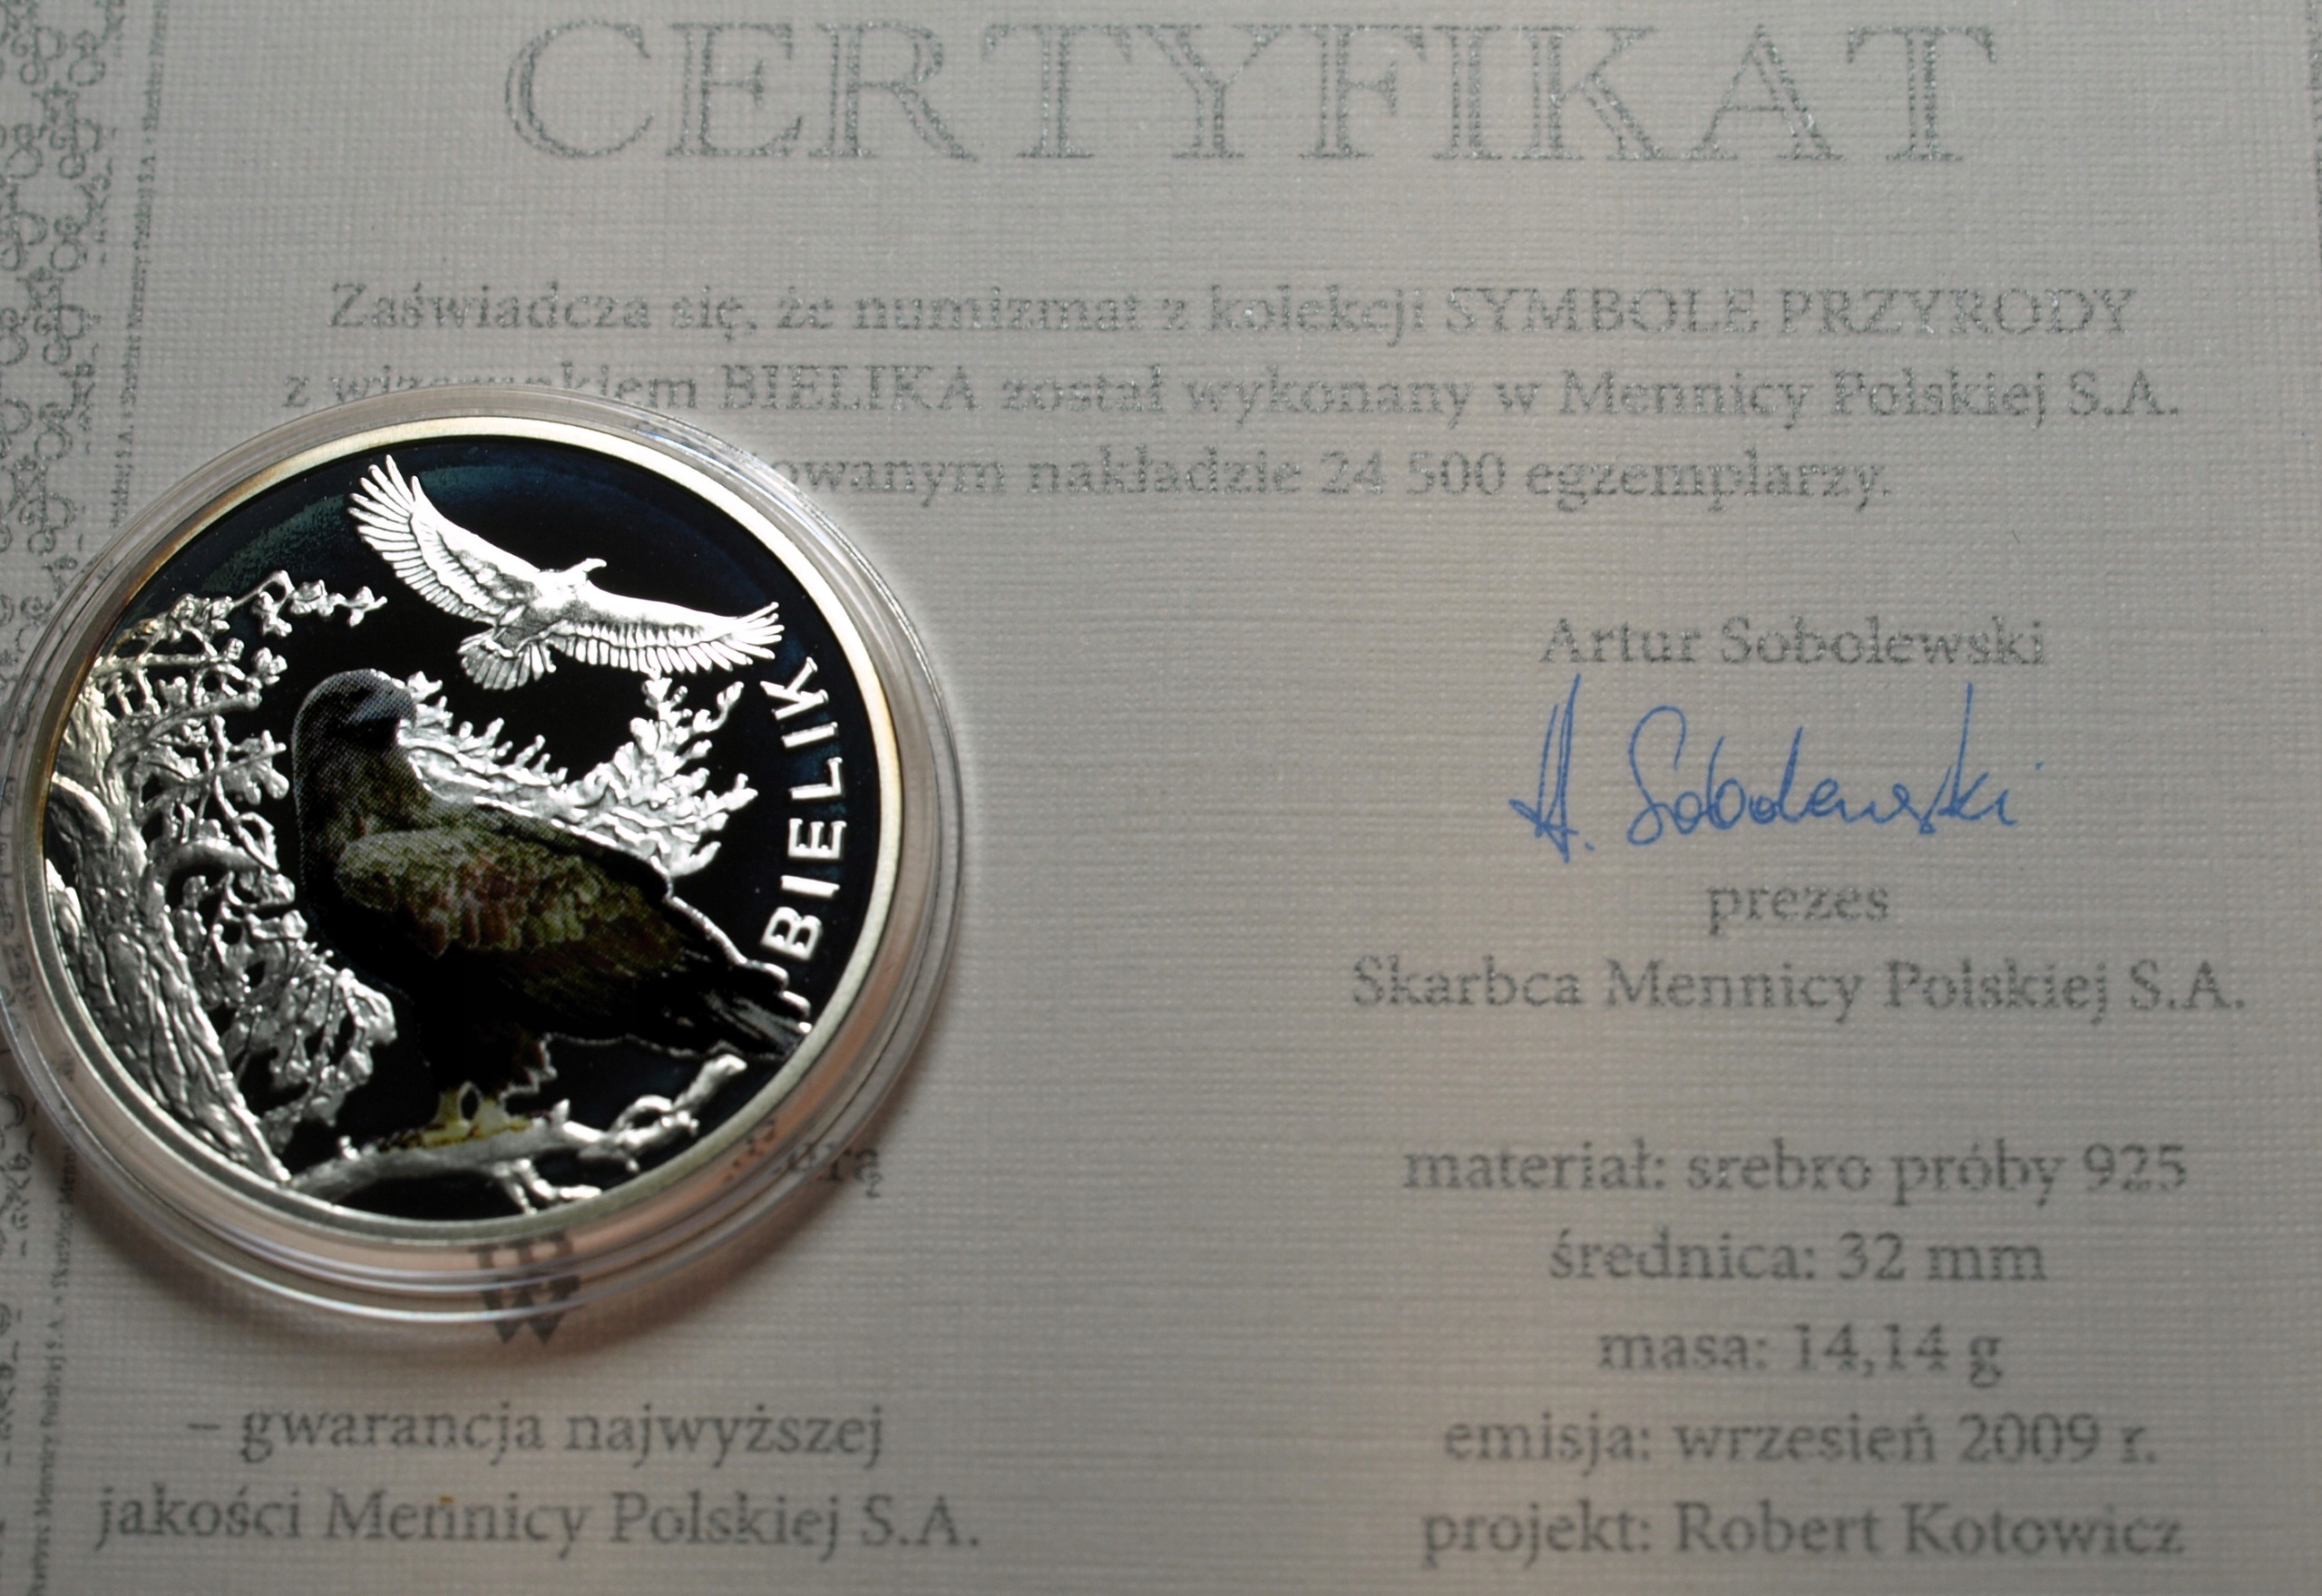 CERTYFIKAT
Zaświadcza się, że numizmat z kolekcji SYMBOLE PRZYRODY
z wizerunkiem BIELIKA został wykonany w Mennicy Polskiej S.A.
owanym nakładzie 24 500 egzemplarzy.
BIELIK
Artur Sobolewski
A. Sobolewski
prezes
Skarbca Mennicy Polskiej S.A.
materiał: srebro próby 925
średnica: 32 mm
masa: 14,14 g
emisja: wrzesień 2009 r.
projekt: Robert Kotowicz
– gwarancja najwyższej
jakości Mennicy Polskiej S.A.